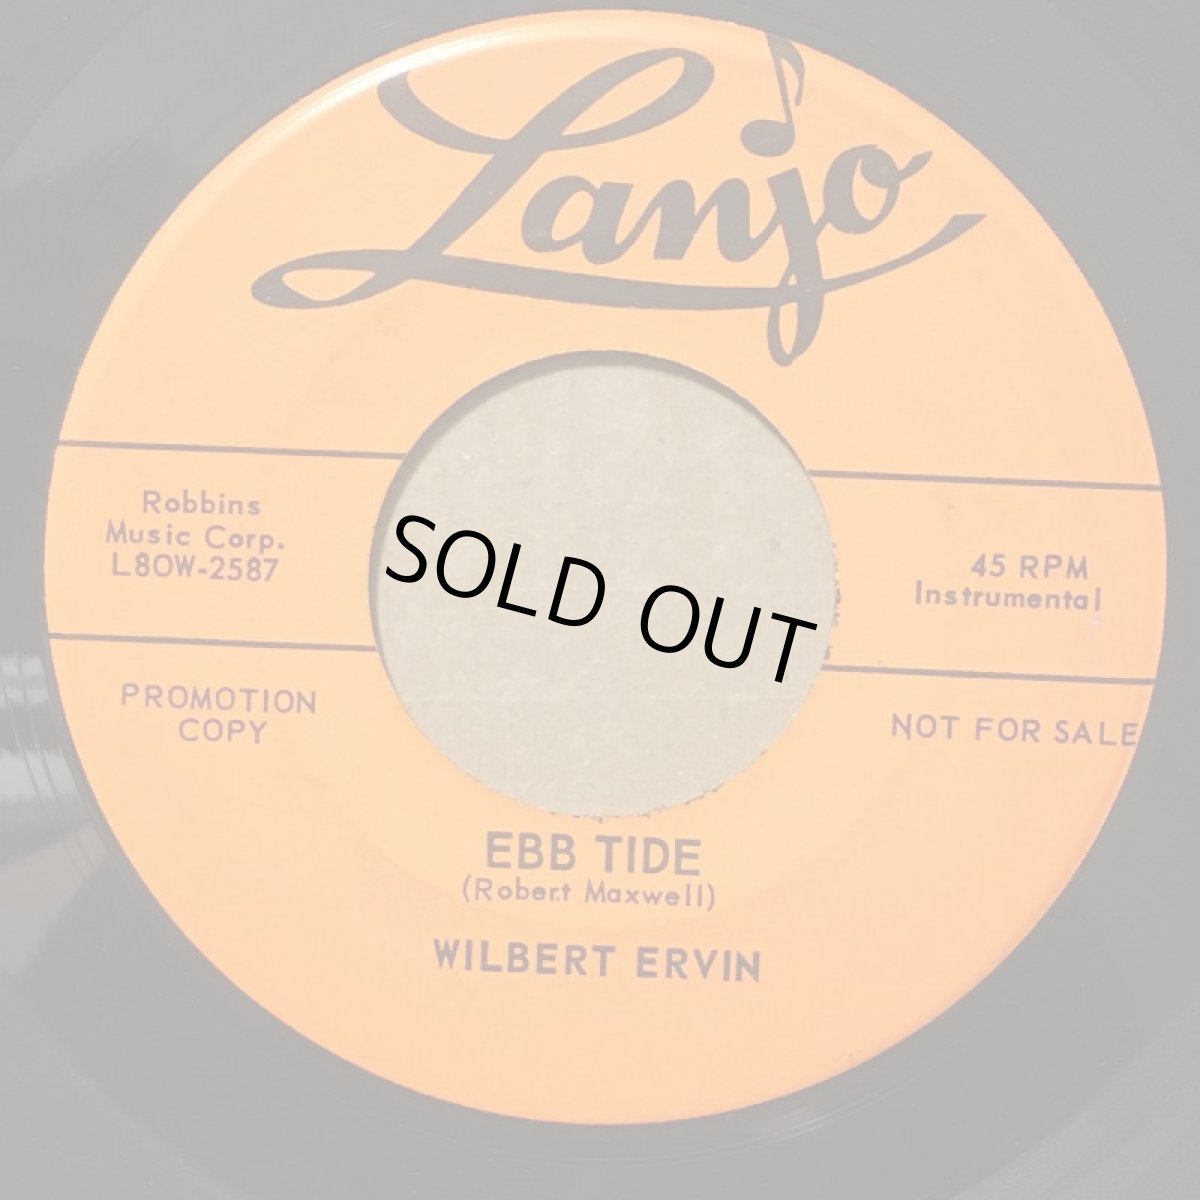 Lanjo
Robbins
Music Corp.
L8OW-2587
45 RPM
Instrumental
SOLD OUT
PROMOTION
COPY
NOT FOR SALE
EBB TIDE
(Robert Maxwell)
WILBERT ERVIN